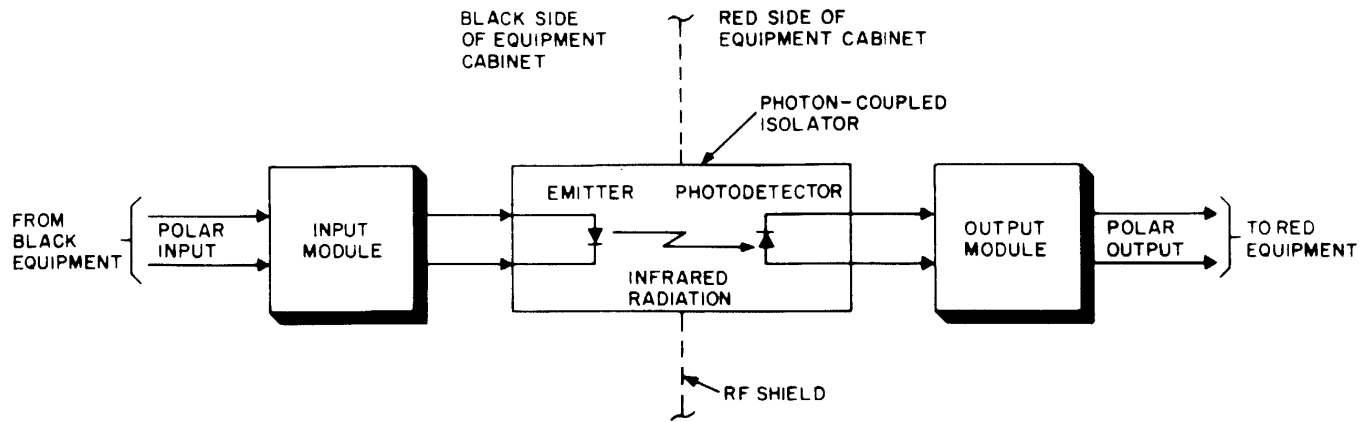 BLACK SIDE
OF EQUIPMENT
CABINET
RED SIDE OF
EQUIPMENT CABINET
PHOTON-COUPLED
ISOLATOR
FROM
BLACK
EQUIPMENT
POLAR
INPUT
INPUT
MODULE
EMITTER
PHOTODETECTOR
INFRARED
RADIATION
OUTPUT
MODULE
POLAR
OUTPUT
TO RED
EQUIPMENT
RF SHIELD